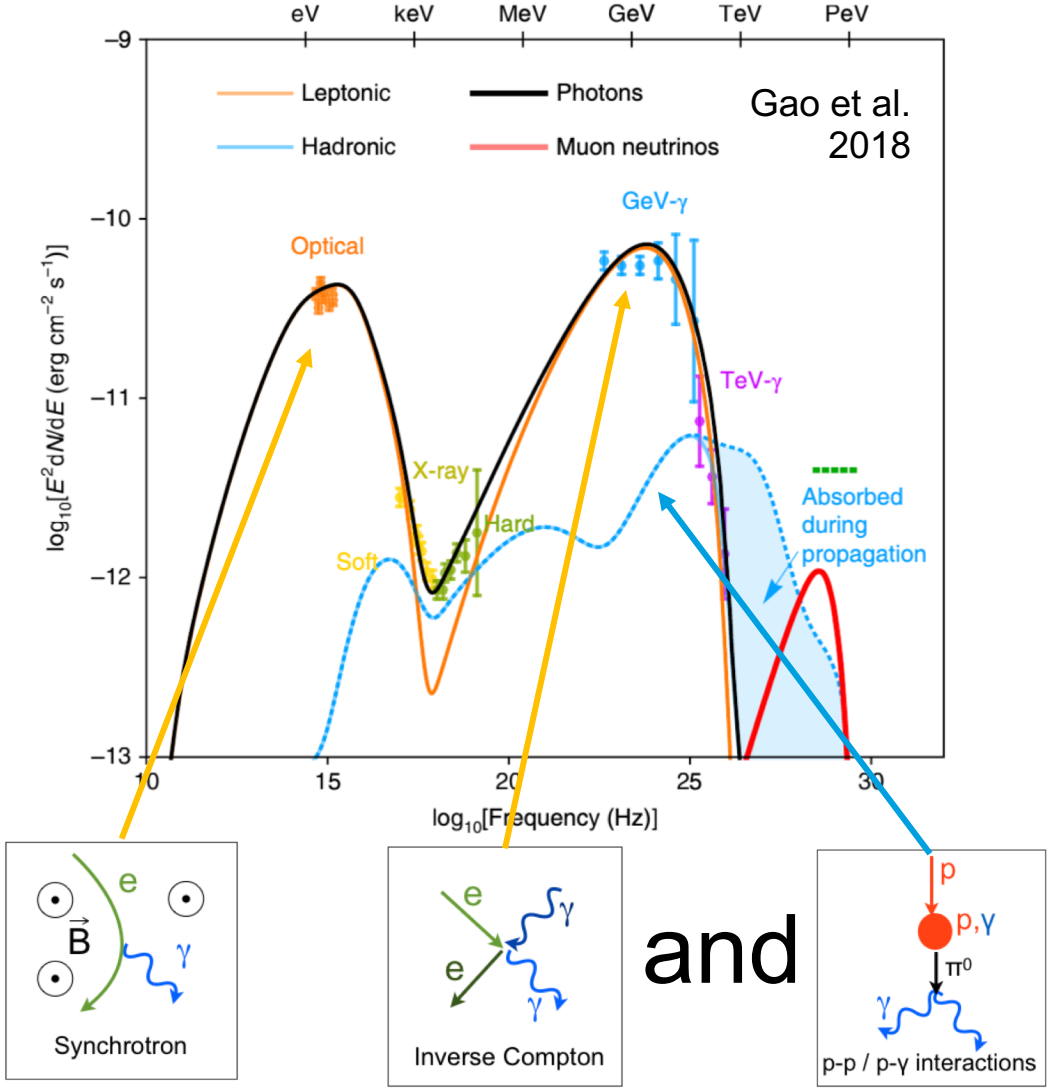 eV keV MeV GeV TeV PeV
−9
−10
−11
−12
−13
log₁₀[E²dN/dE (erg cm⁻² s⁻¹)]
Leptonic
Hadronic
Photons
Muon neutrinos
Gao et al.
2018
Optical
GeV-γ
TeV-γ
X-ray
Soft
Hard
Absorbed
during
propagation
10 15 20 25 30
log₁₀[Frequency (Hz)]
e
B⃗
γ
Synchrotron
e
γ
e
γ
Inverse Compton
and
p
p,γ
π⁰
γ
p-p / p-γ interactions